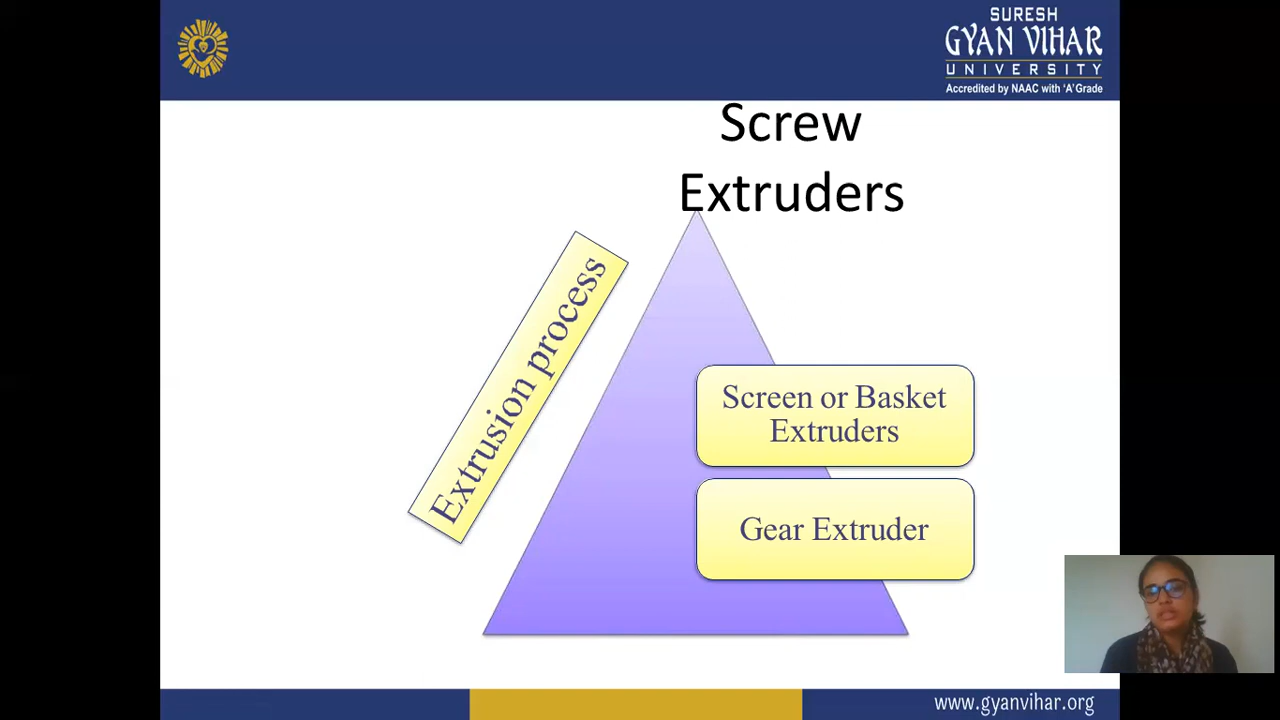 SURESH
GYAN VIHAR
UNIVERSITY
Accredited by NAAC with 'A' Grade
Screw
Extruders
Extrusion process
Screen or Basket
Extruders
Gear Extruder
www.gyanvihar.org